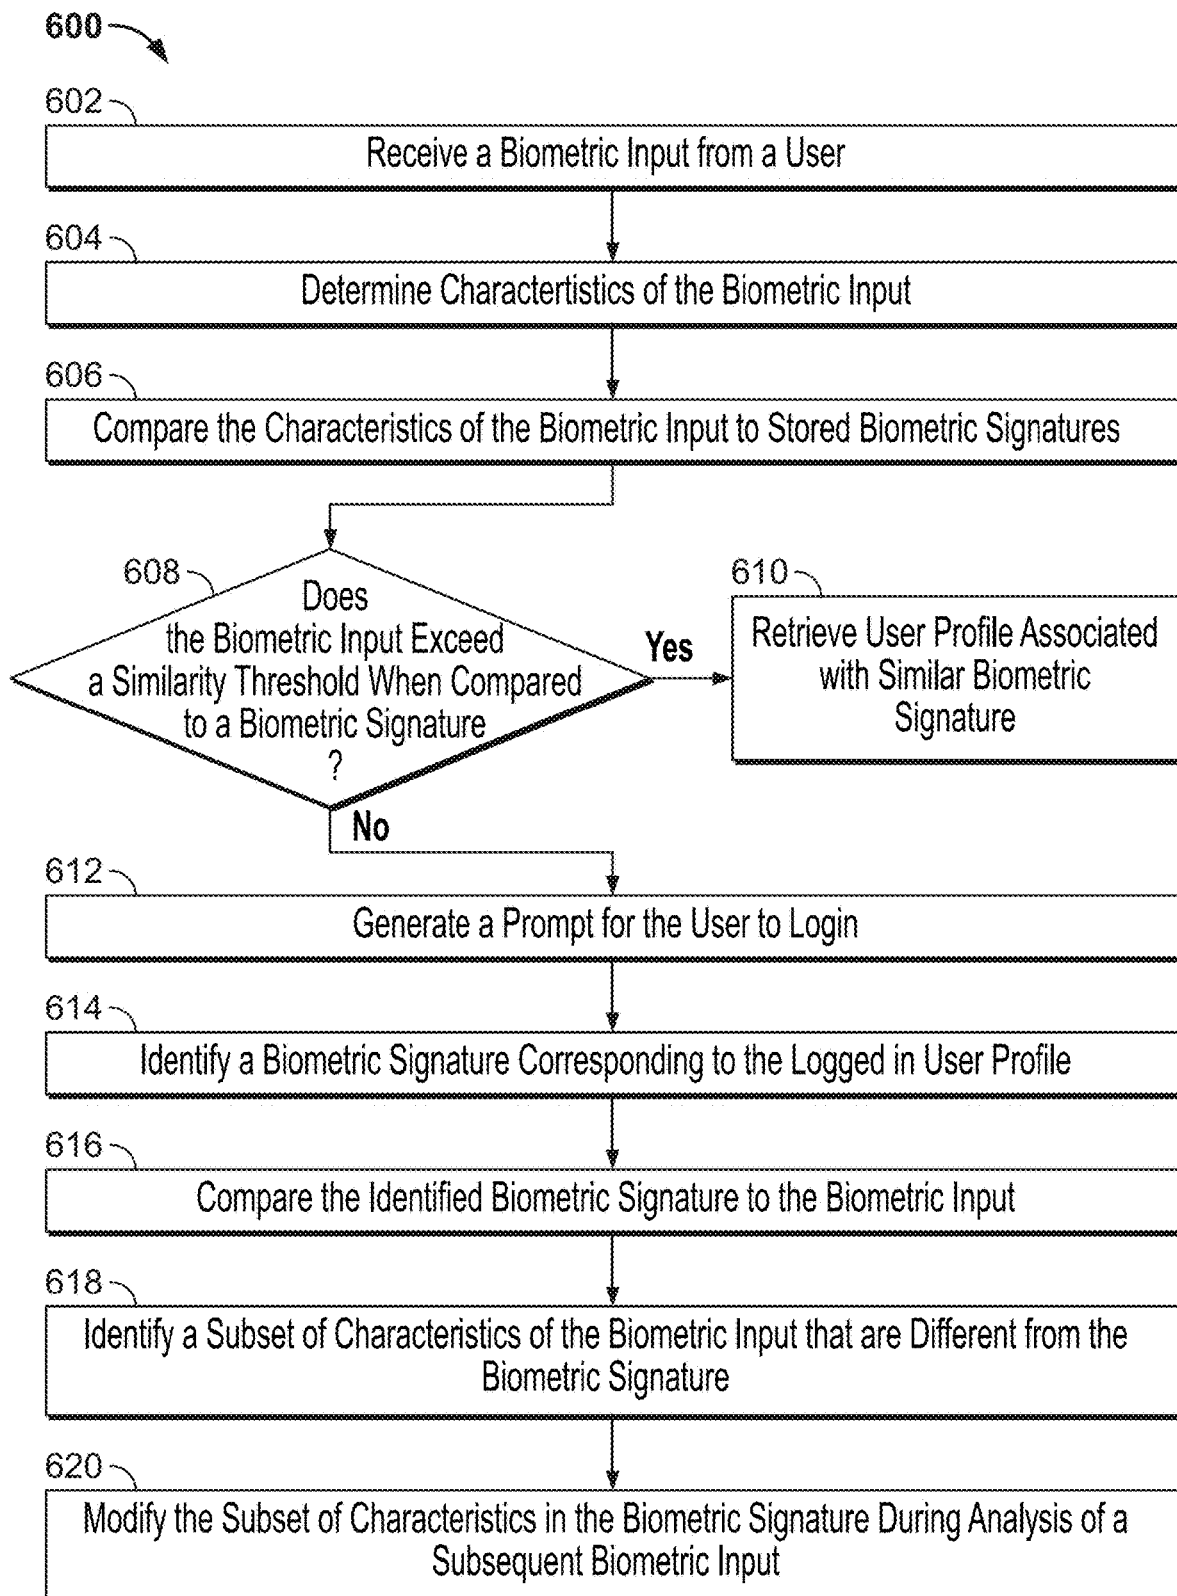 600
602
Receive a Biometric Input from a User
604
Determine Charactertistics of the Biometric Input
606
Compare the Characteristics of the Biometric Input to Stored Biometric Signatures
608
Does
the Biometric Input Exceed
a Similarity Threshold When Compared
to a Biometric Signature
?
Yes
610
Retrieve User Profile Associated
with Similar Biometric
Signature
No
612
Generate a Prompt for the User to Login
614
Identify a Biometric Signature Corresponding to the Logged in User Profile
616
Compare the Identified Biometric Signature to the Biometric Input
618
Identify a Subset of Characteristics of the Biometric Input that are Different from the
Biometric Signature
620
Modify the Subset of Characteristics in the Biometric Signature During Analysis of a
Subsequent Biometric Input